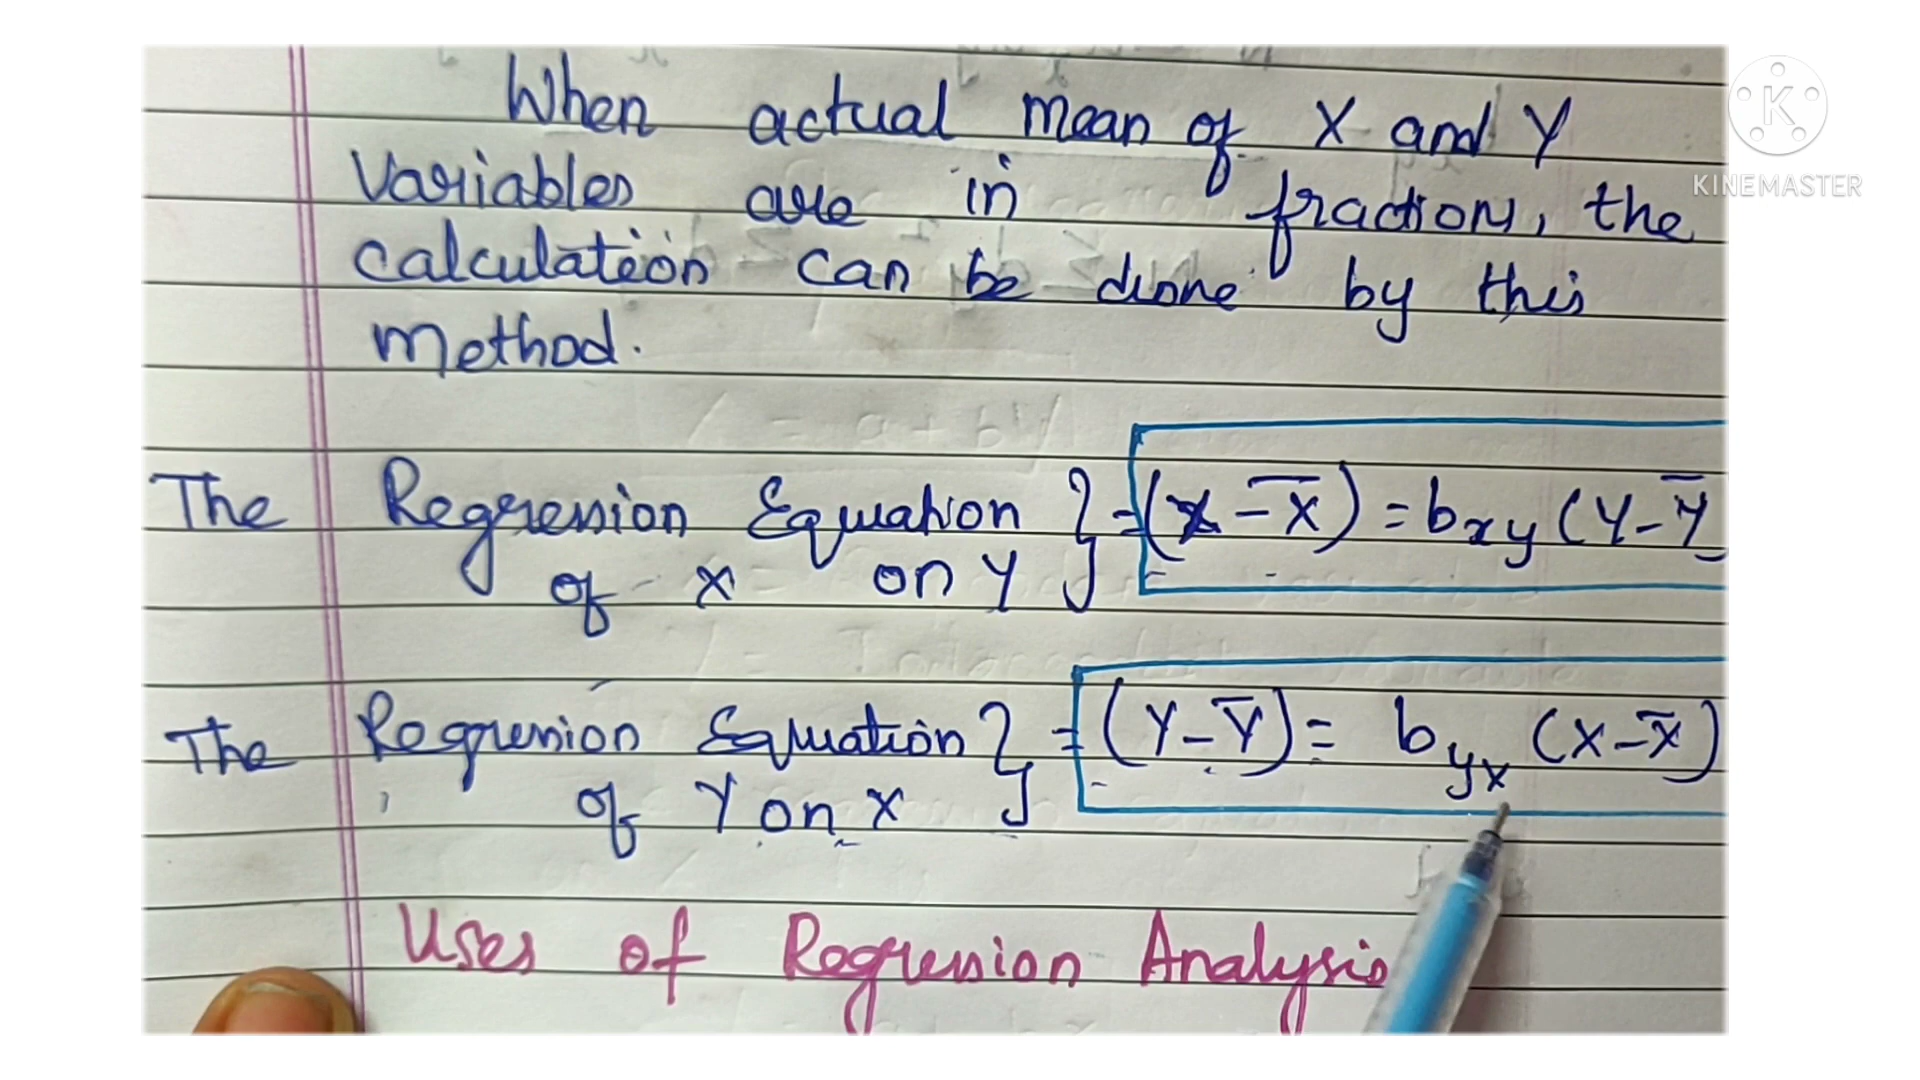 When actual mean of X and Y
KINEMASTER
Variables are in fraction, the
calculation can be done by this
method.
The Regression Equation } = (x - X̅) = bxy (Y - Y̅
of x on Y
The Regression Equation } = (Y - Y̅) = byx (X - X̅)
of Y on X
Uses of Regression Analysis